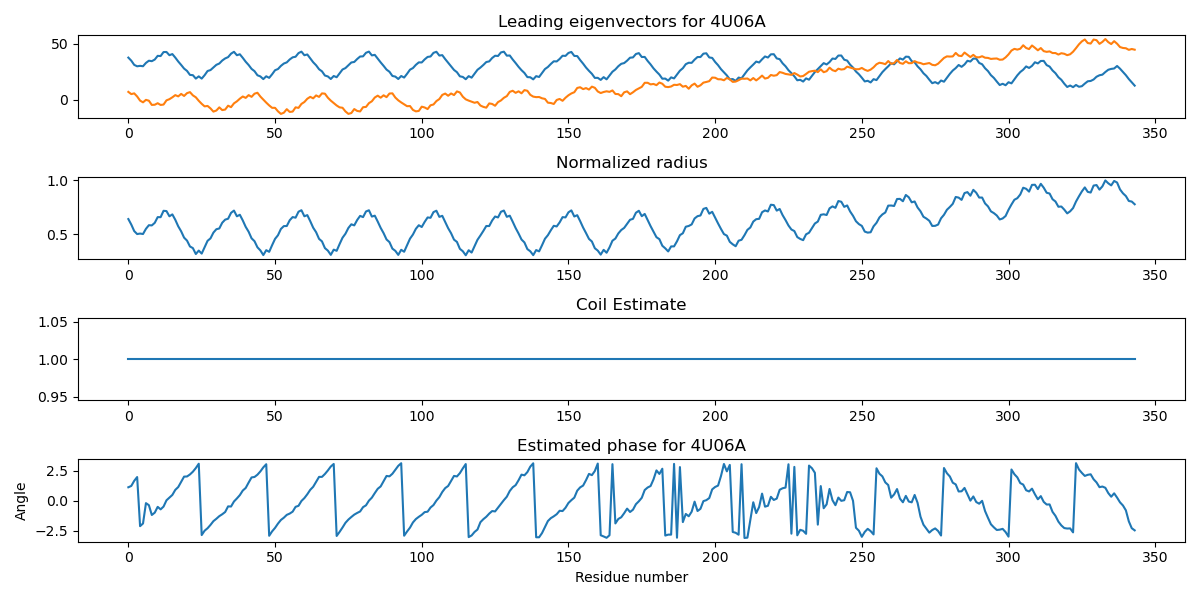 Leading eigenvectors for 4U06A
50
0
0 50 100 150 200 250 300 350
Normalized radius
1.0
0.5
0 50 100 150 200 250 300 350
Coil Estimate
1.05
1.00
0.95
0 50 100 150 200 250 300 350
Estimated phase for 4U06A
2.5
0.0
−2.5
Angle
0 50 100 150 200 250 300 350
Residue number